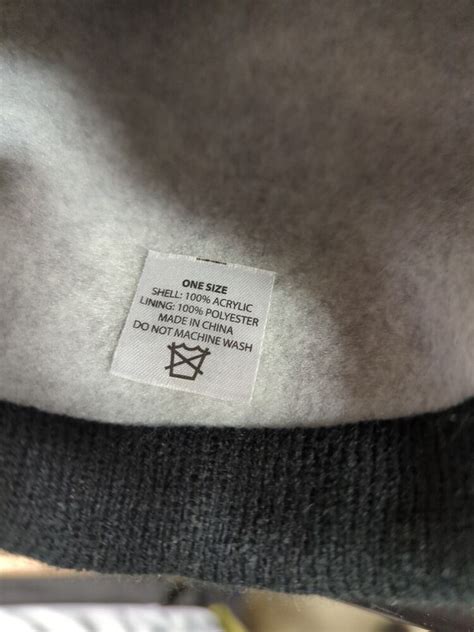 ONE SIZE
SHELL: 100% ACRYLIC
LINING: 100% POLYESTER
MADE IN CHINA
DO NOT MACHINE WASH